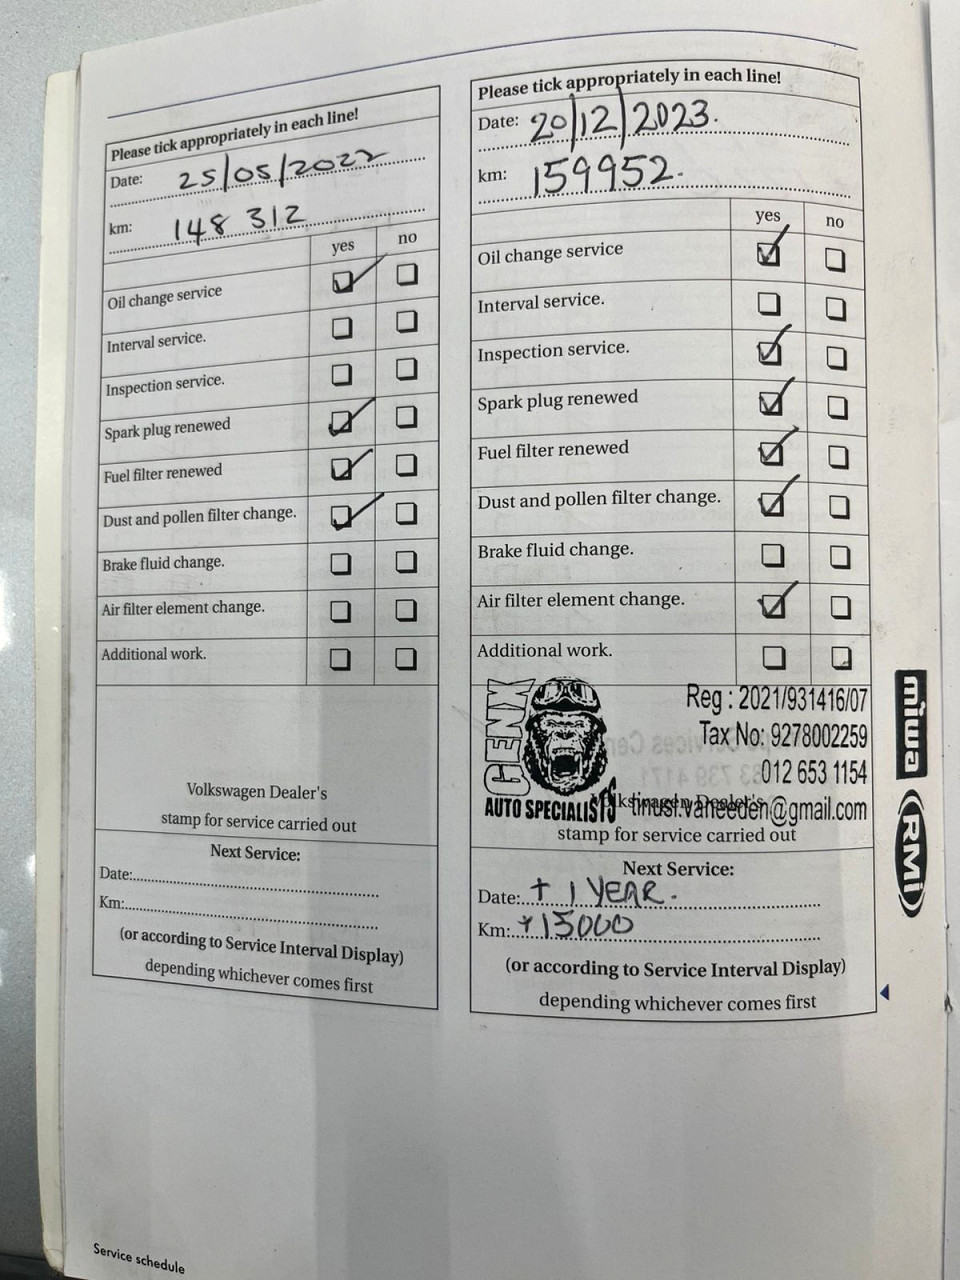 Please tick appropriately in each line!
Date: 25/05/2022
km: 148 312
yes no
Oil change service
Interval service.
Inspection service.
Spark plug renewed
Fuel filter renewed
Dust and pollen filter change.
Brake fluid change.
Air filter element change.
Additional work.
Volkswagen Dealer's
stamp for service carried out
Next Service:
Date:
Km:
(or according to Service Interval Display)
depending whichever comes first
Please tick appropriately in each line!
Date: 20/12/2023.
km: 159952.
yes no
Oil change service
Interval service.
Inspection service.
Spark plug renewed
Fuel filter renewed
Dust and pollen filter change.
Brake fluid change.
Air filter element change.
Additional work.
GENX
AUTO SPECIALISTS
Reg : 2021/931416/07
Tax No: 9278002259
012 653 1154
tinusf.vaneeden@gmail.com
stamp for service carried out
Next Service:
Date: + 1 YEAR.
Km: +15000
(or according to Service Interval Display)
depending whichever comes first
miwa
RMI
Service schedule